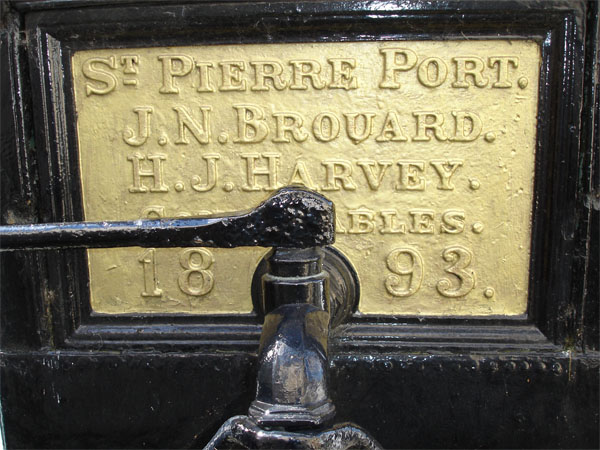 ST PIERRE PORT.
J.N. BROUARD.
H.J. HARVEY.
1893.